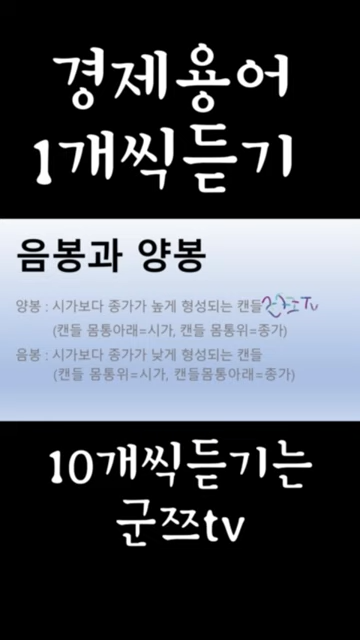 경제용어
1개씩듣기
음봉과 양봉
양봉 : 시가보다 종가가 높게 형성되는 캔들 군쯔TV
(캔들 몸통아래=시가, 캔들 몸통위=종가)
음봉 : 시가보다 종가가 낮게 형성되는 캔들
(캔들 몸통위=시가, 캔들몸통아래=종가)
10개씩듣기는
군쯔tv